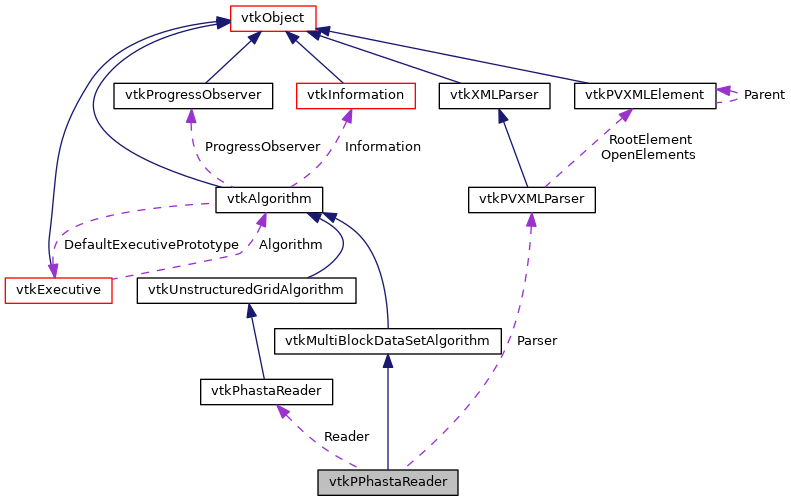 vtkObject
vtkProgressObserver
vtkInformation
vtkXMLParser
vtkPVXMLElement
Parent
ProgressObserver
Information
RootElement
OpenElements
vtkAlgorithm
vtkPVXMLParser
DefaultExecutivePrototype
Algorithm
vtkExecutive
vtkUnstructuredGridAlgorithm
vtkMultiBlockDataSetAlgorithm
Parser
vtkPhastaReader
Reader
vtkPPhastaReader